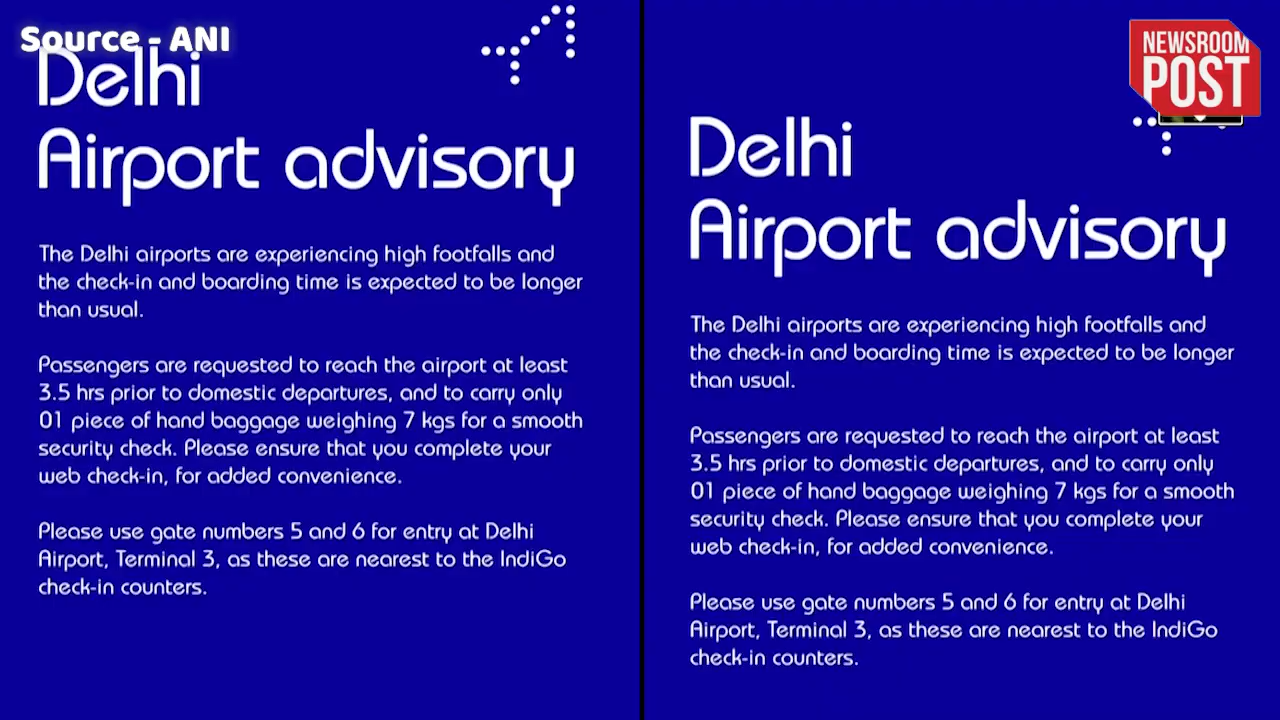 Source - ANI
Delhi
Airport advisory
The Delhi airports are experiencing high footfalls and
the check-in and boarding time is expected to be longer
than usual.
Passengers are requested to reach the airport at least
3.5 hrs prior to domestic departures, and to carry only
01 piece of hand baggage weighing 7 kgs for a smooth
security check. Please ensure that you complete your
web check-in, for added convenience.
Please use gate numbers 5 and 6 for entry at Delhi
Airport, Terminal 3, as these are nearest to the IndiGo
check-in counters.
NEWSROOM
POST
Delhi
Airport advisory
The Delhi airports are experiencing high footfalls and
the check-in and boarding time is expected to be longer
than usual.
Passengers are requested to reach the airport at least
3.5 hrs prior to domestic departures, and to carry only
01 piece of hand baggage weighing 7 kgs for a smooth
security check. Please ensure that you complete your
web check-in, for added convenience.
Please use gate numbers 5 and 6 for entry at Delhi
Airport, Terminal 3, as these are nearest to the IndiGo
check-in counters.